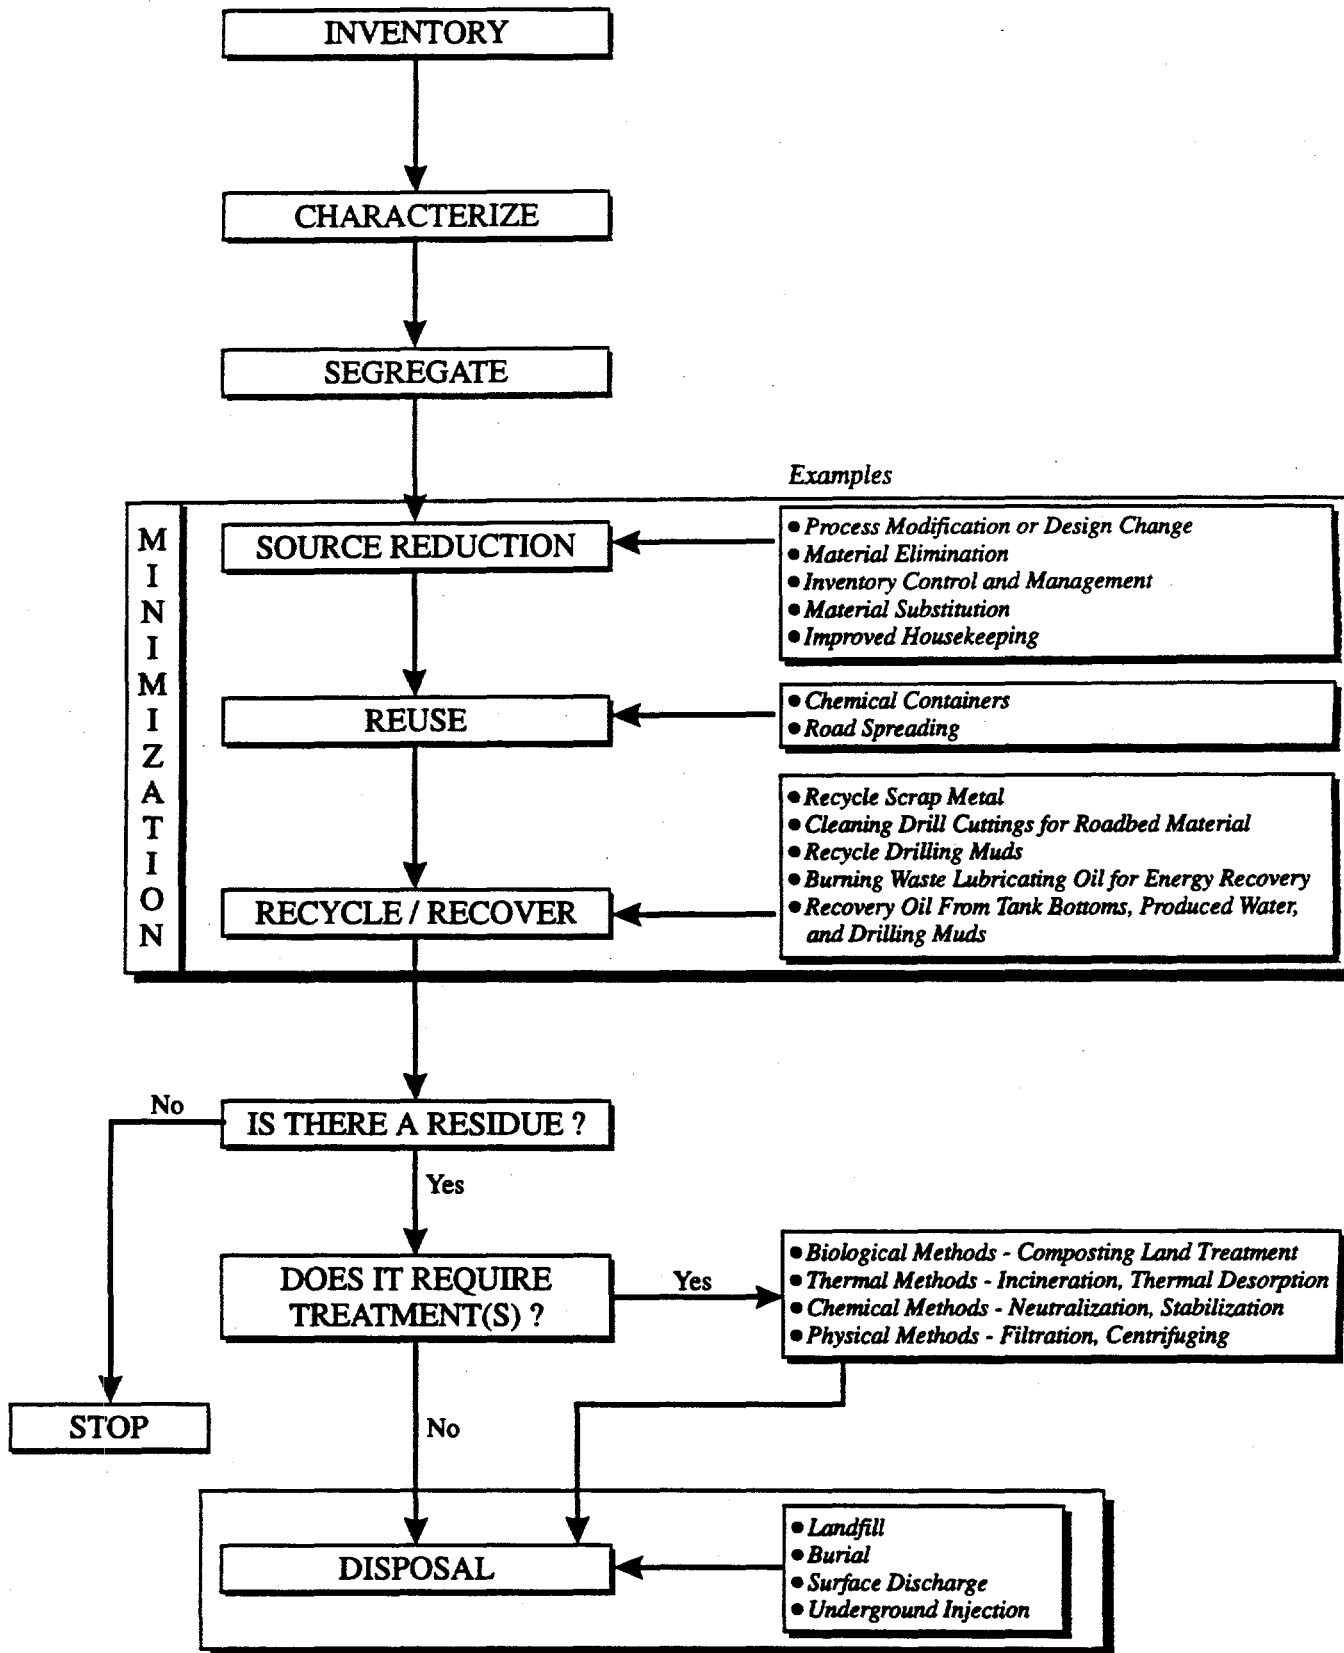 INVENTORY
CHARACTERIZE
SEGREGATE
Examples
MINIMIZATION
SOURCE REDUCTION
● Process Modification or Design Change
● Material Elimination
● Inventory Control and Management
● Material Substitution
● Improved Housekeeping
REUSE
● Chemical Containers
● Road Spreading
RECYCLE / RECOVER
● Recycle Scrap Metal
● Cleaning Drill Cuttings for Roadbed Material
● Recycle Drilling Muds
● Burning Waste Lubricating Oil for Energy Recovery
● Recovery Oil From Tank Bottoms, Produced Water,
and Drilling Muds
No
IS THERE A RESIDUE ?
Yes
DOES IT REQUIRE
TREATMENT(S) ?
Yes
● Biological Methods - Composting Land Treatment
● Thermal Methods - Incineration, Thermal Desorption
● Chemical Methods - Neutralization, Stabilization
● Physical Methods - Filtration, Centrifuging
STOP
No
DISPOSAL
● Landfill
● Burial
● Surface Discharge
● Underground Injection